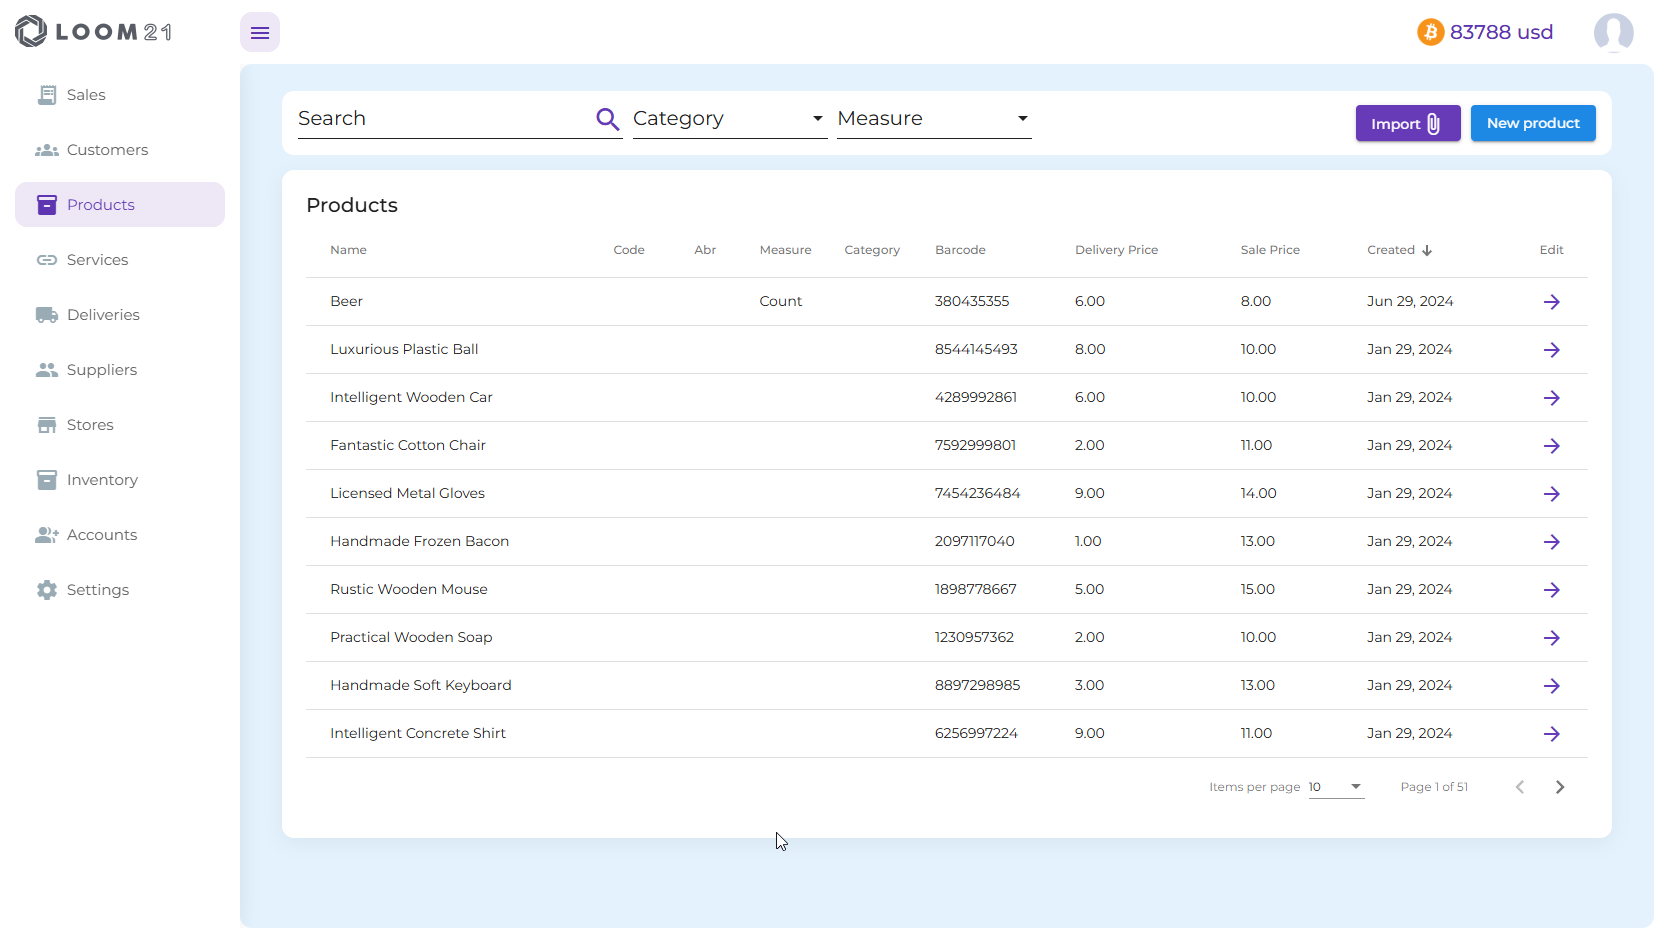 LOOM 21
83788 usd
Sales
Customers
Products
Services
Deliveries
Suppliers
Stores
Inventory
Accounts
Settings
Search Category Measure Import New product
Products
Name Code Abr Measure Category Barcode Delivery Price Sale Price Created Edit
Beer Count 380435355 6.00 8.00 Jun 29, 2024
Luxurious Plastic Ball 8544145493 8.00 10.00 Jan 29, 2024
Intelligent Wooden Car 4289992861 6.00 10.00 Jan 29, 2024
Fantastic Cotton Chair 7592999801 2.00 11.00 Jan 29, 2024
Licensed Metal Gloves 7454236484 9.00 14.00 Jan 29, 2024
Handmade Frozen Bacon 2097117040 1.00 13.00 Jan 29, 2024
Rustic Wooden Mouse 1898778667 5.00 15.00 Jan 29, 2024
Practical Wooden Soap 1230957362 2.00 10.00 Jan 29, 2024
Handmade Soft Keyboard 8897298985 3.00 13.00 Jan 29, 2024
Intelligent Concrete Shirt 6256997224 9.00 11.00 Jan 29, 2024
Items per page 10 Page 1 of 51